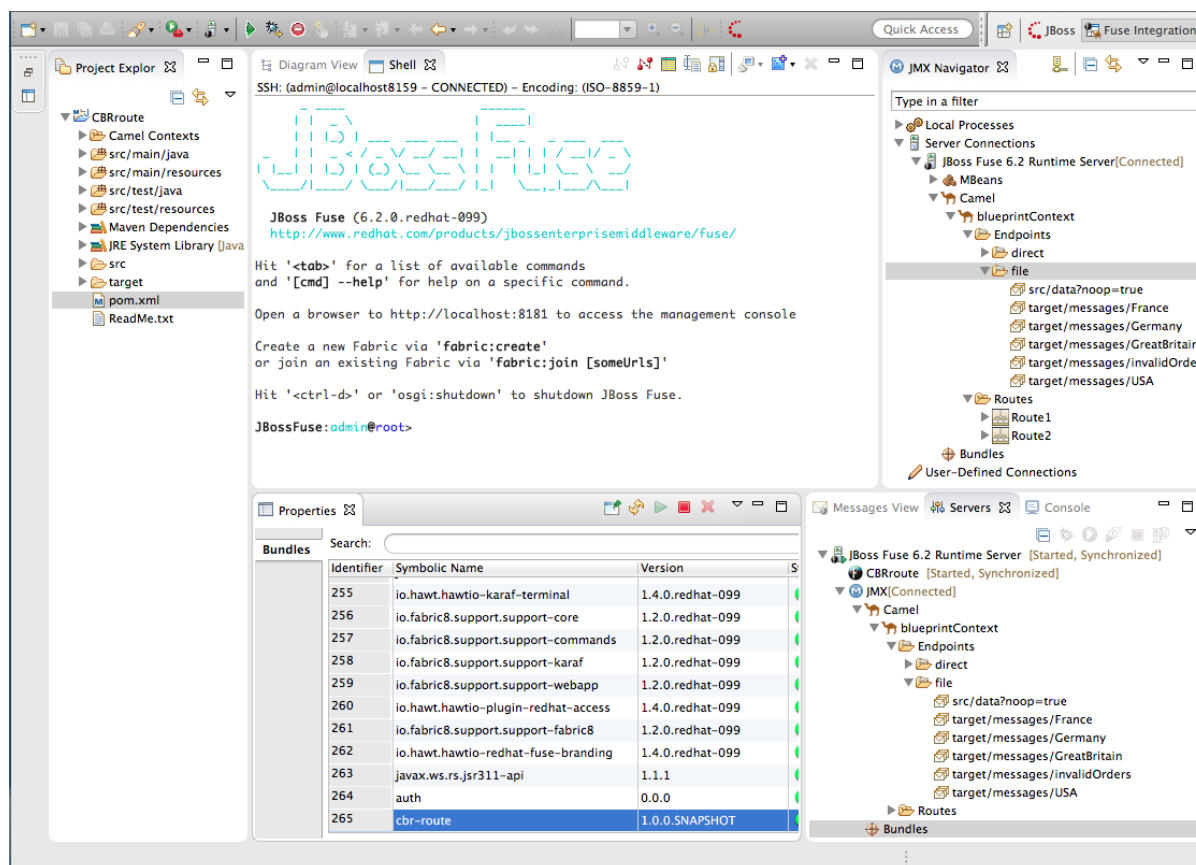 Quick Access
JBoss
Fuse Integration
Project Explor
CBRroute
Camel Contexts
src/main/java
src/main/resources
src/test/java
src/test/resources
Maven Dependencies
JRE System Library [Java
src
target
pom.xml
ReadMe.txt
Diagram View
Shell
SSH: (admin@localhost8159 - CONNECTED) - Encoding: (ISO-8859-1)
JBossFuse
JBoss Fuse (6.2.0.redhat-099)
http://www.redhat.com/products/jbossenterprisemiddleware/fuse/
Hit '<tab>' for a list of available commands
and '[cmd] --help' for help on a specific command.
Open a browser to http://localhost:8181 to access the management console
Create a new Fabric via 'fabric:create'
or join an existing Fabric via 'fabric:join [someUrls]'
Hit '<ctrl-d>' or 'osgi:shutdown' to shutdown JBoss Fuse.
JBossFuse:admin@root>
JMX Navigator
Type in a filter
Local Processes
Server Connections
JBoss Fuse 6.2 Runtime Server[Connected]
MBeans
Camel
blueprintContext
Endpoints
direct
file
src/data?noop=true
target/messages/France
target/messages/Germany
target/messages/GreatBritain
target/messages/invalidOrde
target/messages/USA
Routes
Route1
Route2
Bundles
User-Defined Connections
Properties
Bundles
Search:
Identifier Symbolic Name Version
255 io.hawt.hawtio-karaf-terminal 1.4.0.redhat-099
256 io.fabric8.support.support-core 1.2.0.redhat-099
257 io.fabric8.support.support-commands 1.2.0.redhat-099
258 io.fabric8.support.support-karaf 1.2.0.redhat-099
259 io.fabric8.support.support-webapp 1.2.0.redhat-099
260 io.hawt.hawtio-plugin-redhat-access 1.4.0.redhat-099
261 io.fabric8.support.support-fabric8 1.2.0.redhat-099
262 io.hawt.hawtio-redhat-fuse-branding 1.4.0.redhat-099
263 javax.ws.rs.jsr311-api 1.1.1
264 auth 0.0.0
265 cbr-route 1.0.0.SNAPSHOT
Messages View
Servers
Console
JBoss Fuse 6.2 Runtime Server [Started, Synchronized]
CBRroute [Started, Synchronized]
JMX[Connected]
Camel
blueprintContext
Endpoints
direct
file
src/data?noop=true
target/messages/France
target/messages/Germany
target/messages/GreatBritain
target/messages/invalidOrders
target/messages/USA
Routes
Bundles